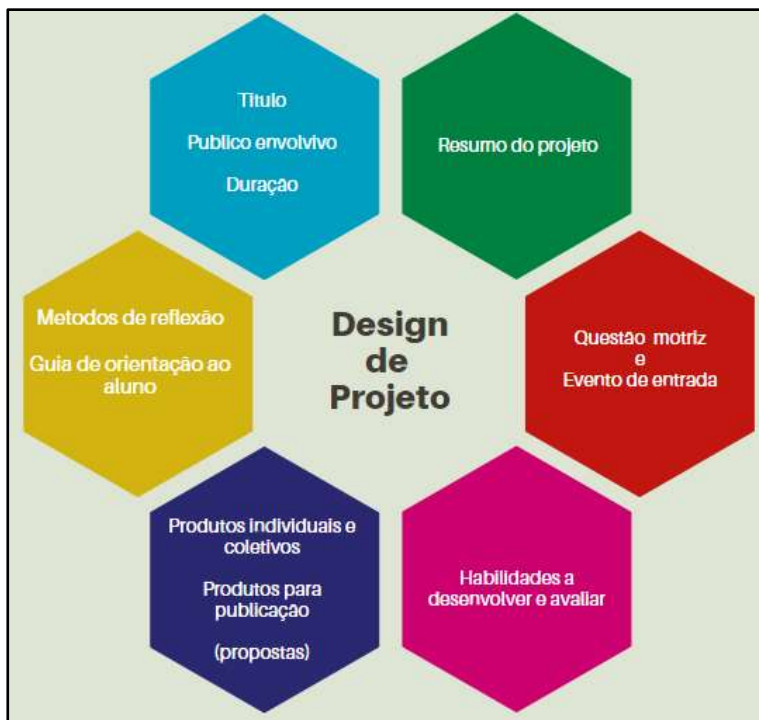 Titulo
Publico envolvivo
Duração
Resumo do projeto
Questão motriz
e
Evento de entrada
Habilidades a
desenvolver e avaliar
Produtos individuais e
coletivos
Produtos para
publicação
(propostas)
Metodos de reflexão
Guia de orientação ao
aluno
Design
de
Projeto